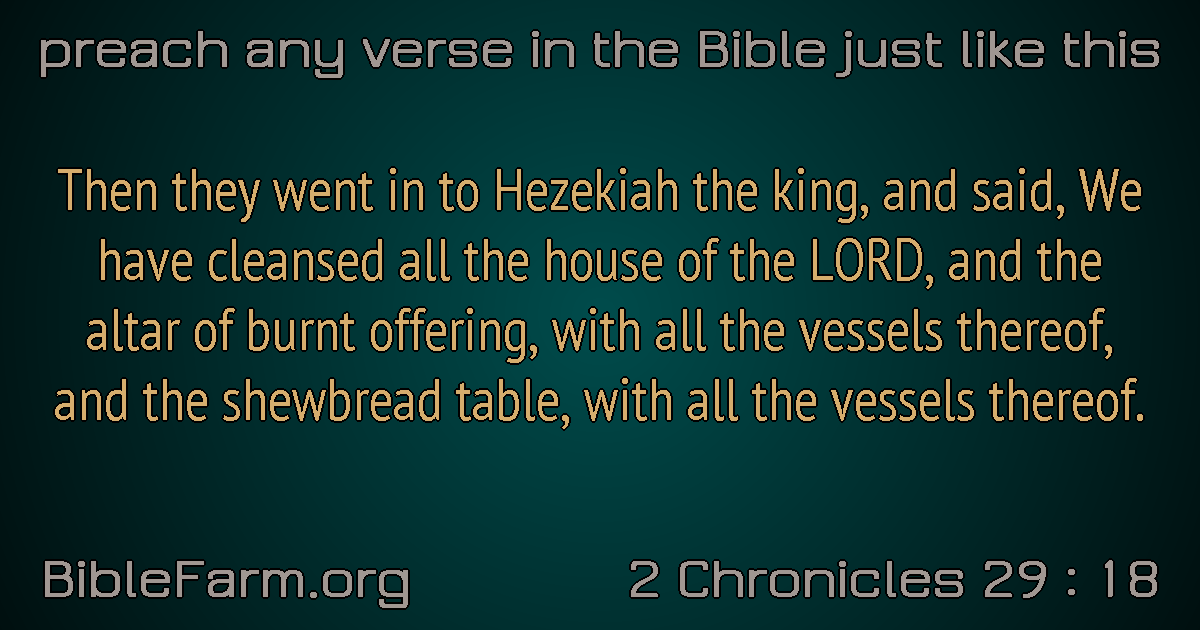 preach any verse in the Bible just like this
Then they went in to Hezekiah the king, and said, We
have cleansed all the house of the LORD, and the
altar of burnt offering, with all the vessels thereof,
and the shewbread table, with all the vessels thereof.
BibleFarm.org
2 Chronicles 29 : 18